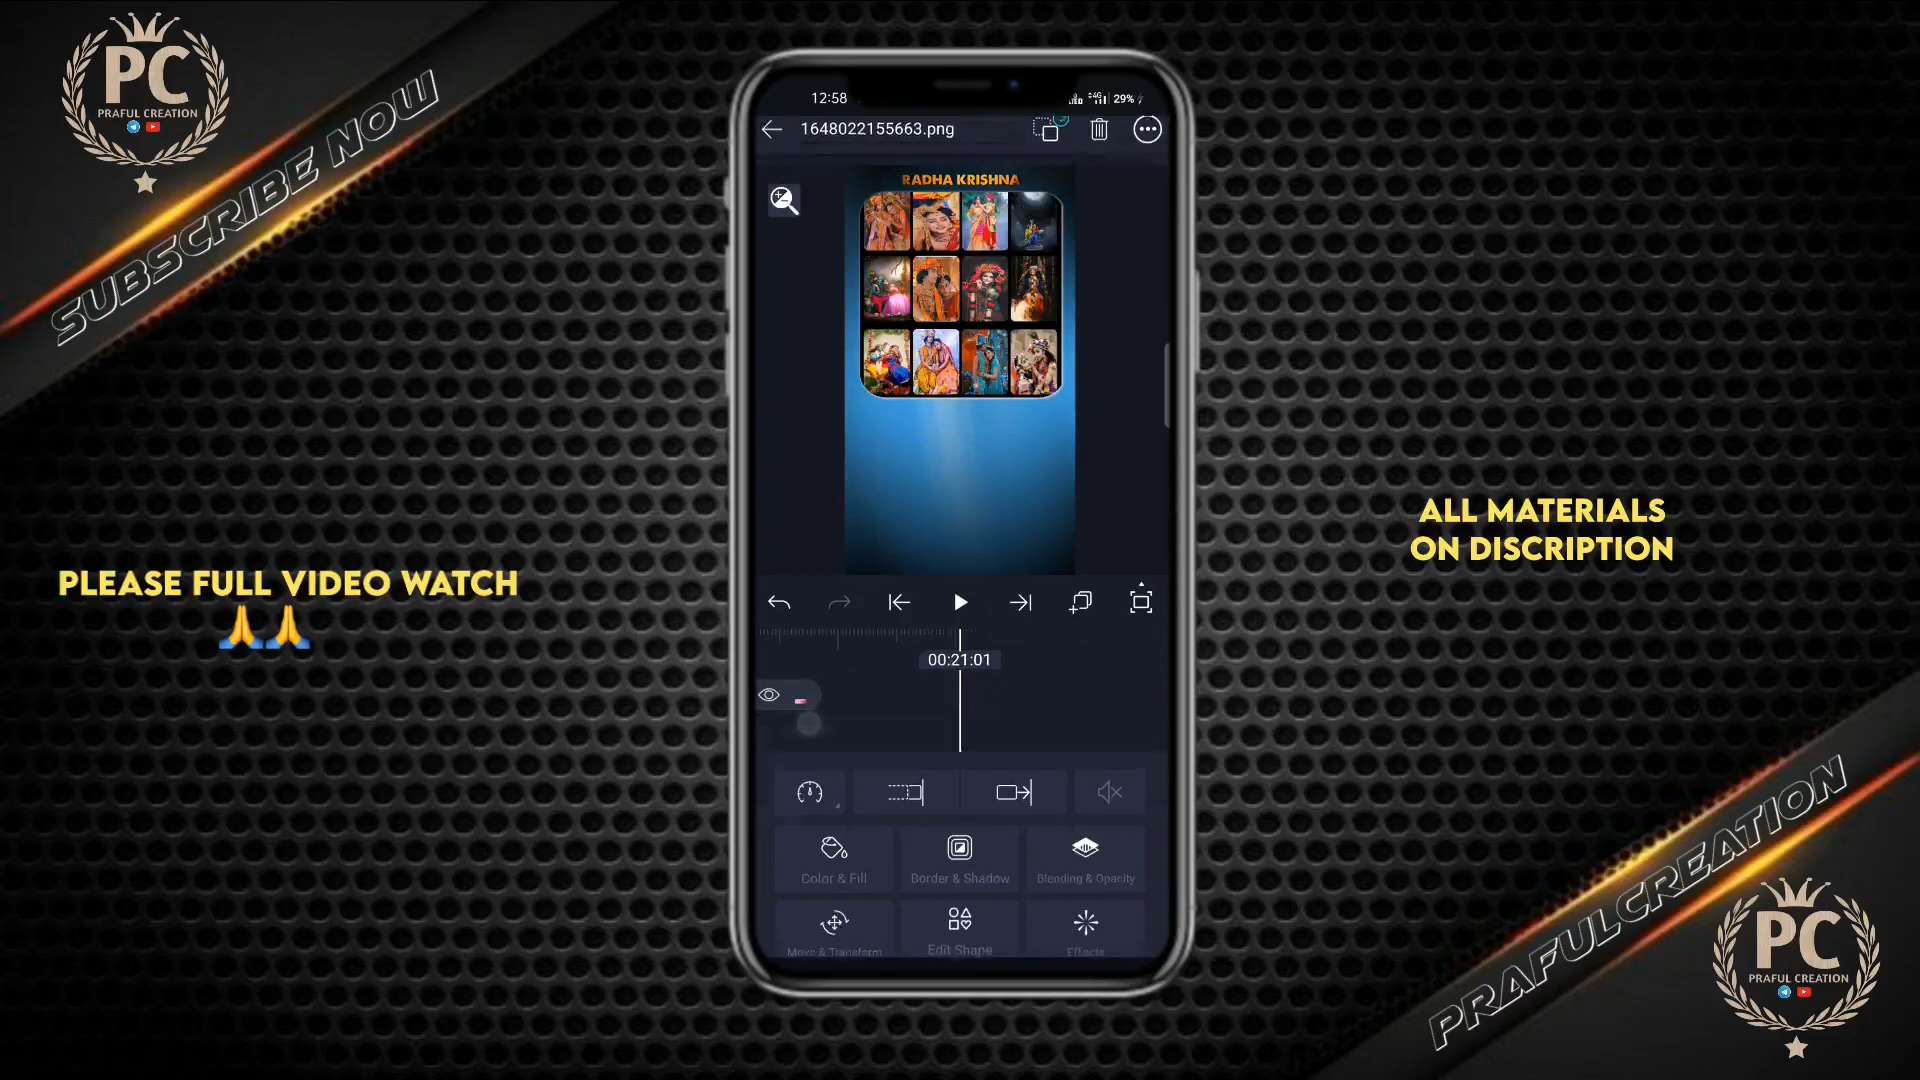 PC
PRAFUL CREATION
SUBSCRIBE NOW
12:58
4G
29%
1648022155663.png
RADHA KRISHNA
PLEASE FULL VIDEO WATCH
🙏🙏
ALL MATERIALS
ON DISCRIPTION
00:21:01
Color & Fill
Border & Shadow
Blending & Opacity
Move & Transform
Edit Shape
Effects
PRAFULCREATION
PC
PRAFUL CREATION